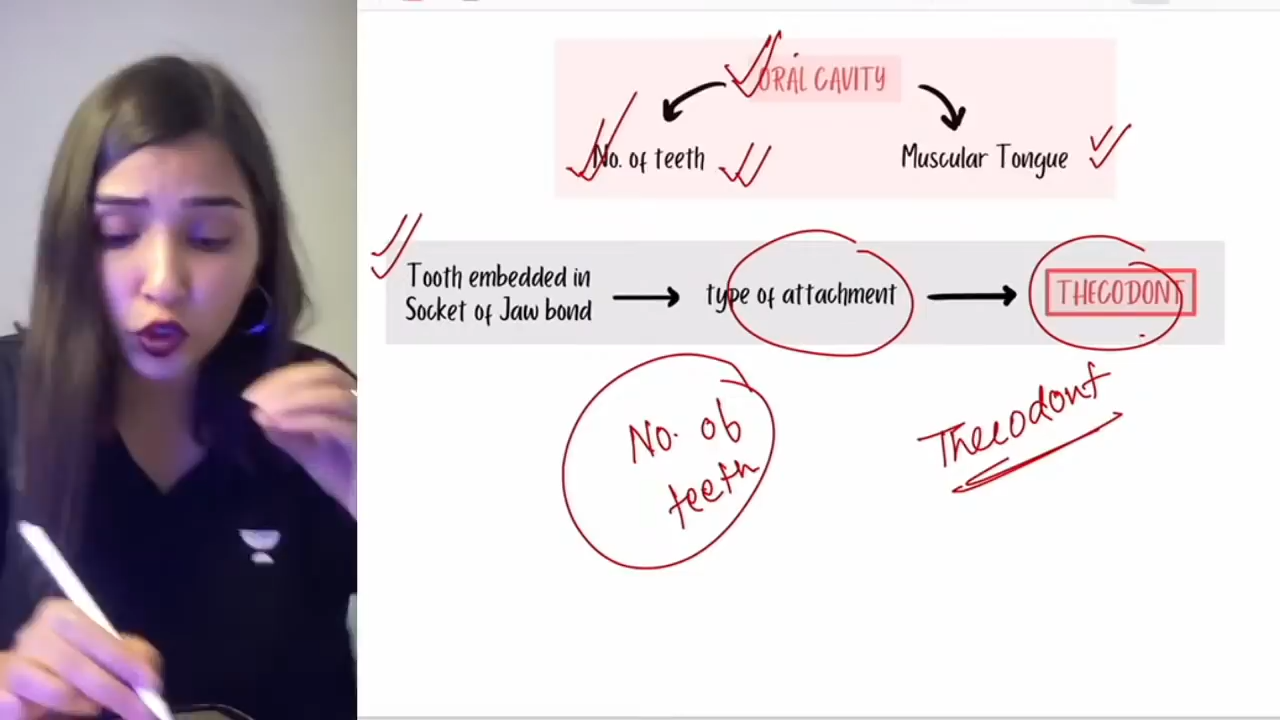 ORAL CAVITY
No. of teeth
Muscular Tongue
Tooth embedded in
Socket of Jaw bond
type of attachment
THECODONT
No. of
teeth
Thecodont